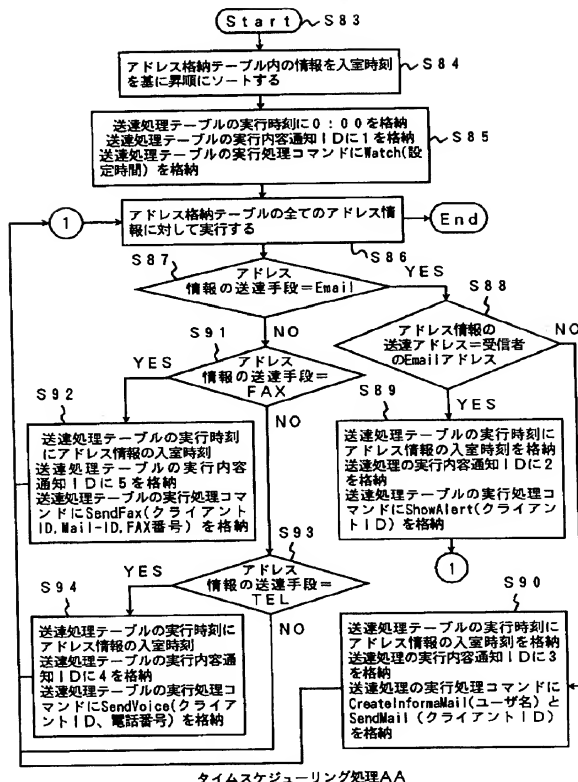 Start
S83
アドレス格納テーブル内の情報を入室時刻
を基に昇順にソートする
S84
送達処理テーブルの実行時刻に0:00を格納
送達処理テーブルの実行内容通知IDに1を格納
送達処理テーブルの実行処理コマンドにWatch(設
定時間)を格納
S85
1
アドレス格納テーブルの全てのアドレス情
報に対して実行する
End
S86
S87
アドレス
情報の送達手段=Email
YES
NO
S88
アドレス情報の
送達アドレス=受信者
のEmailアドレス
NO
YES
S89
送達処理テーブルの実行時刻に
アドレス情報の入室時刻を格納
送達処理の実行内容通知IDに2
を格納
送達処理テーブルの実行処理コ
マンドにShowAlert(クライア
ントID)を格納
1
S91
アドレス
情報の送達手段=
FAX
YES
NO
S92
送達処理テーブルの実行時刻
にアドレス情報の入室時刻
送達処理テーブルの実行内容
通知IDに5を格納
送達処理テーブルの実行処理コ
マンドにSendFax(クライアント
ID,Mail-ID,FAX番号)を格納
S93
アドレス
情報の送達手段=
TEL
YES
NO
S94
送達処理テーブルの実行時刻に
アドレス情報の入室時刻
送達処理テーブルの実行内容通
知IDに4を格納
送達処理テーブルの実行処理コ
マンドにSendVoice(クライア
ントID、電話番号)を格納
S90
送達処理テーブルの実行時刻に
アドレス情報の入室時刻を格納
送達処理の実行内容通知IDに3
を格納
送達処理の実行処理コマンドに
CreateInformaMail(ユーザ名)と
SendMail(クライアントID)
を格納
タイムスケジューリング処理AA